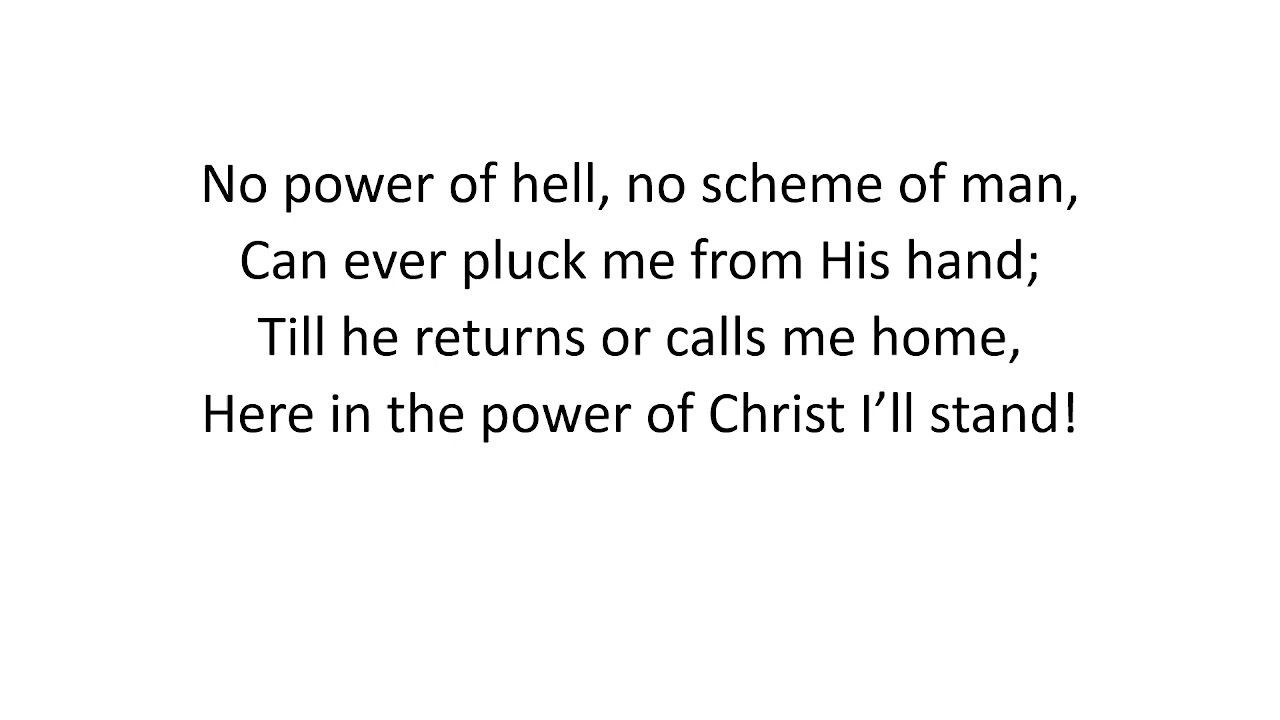 No power of hell, no scheme of man,
Can ever pluck me from His hand;
Till he returns or calls me home,
Here in the power of Christ I’ll stand!